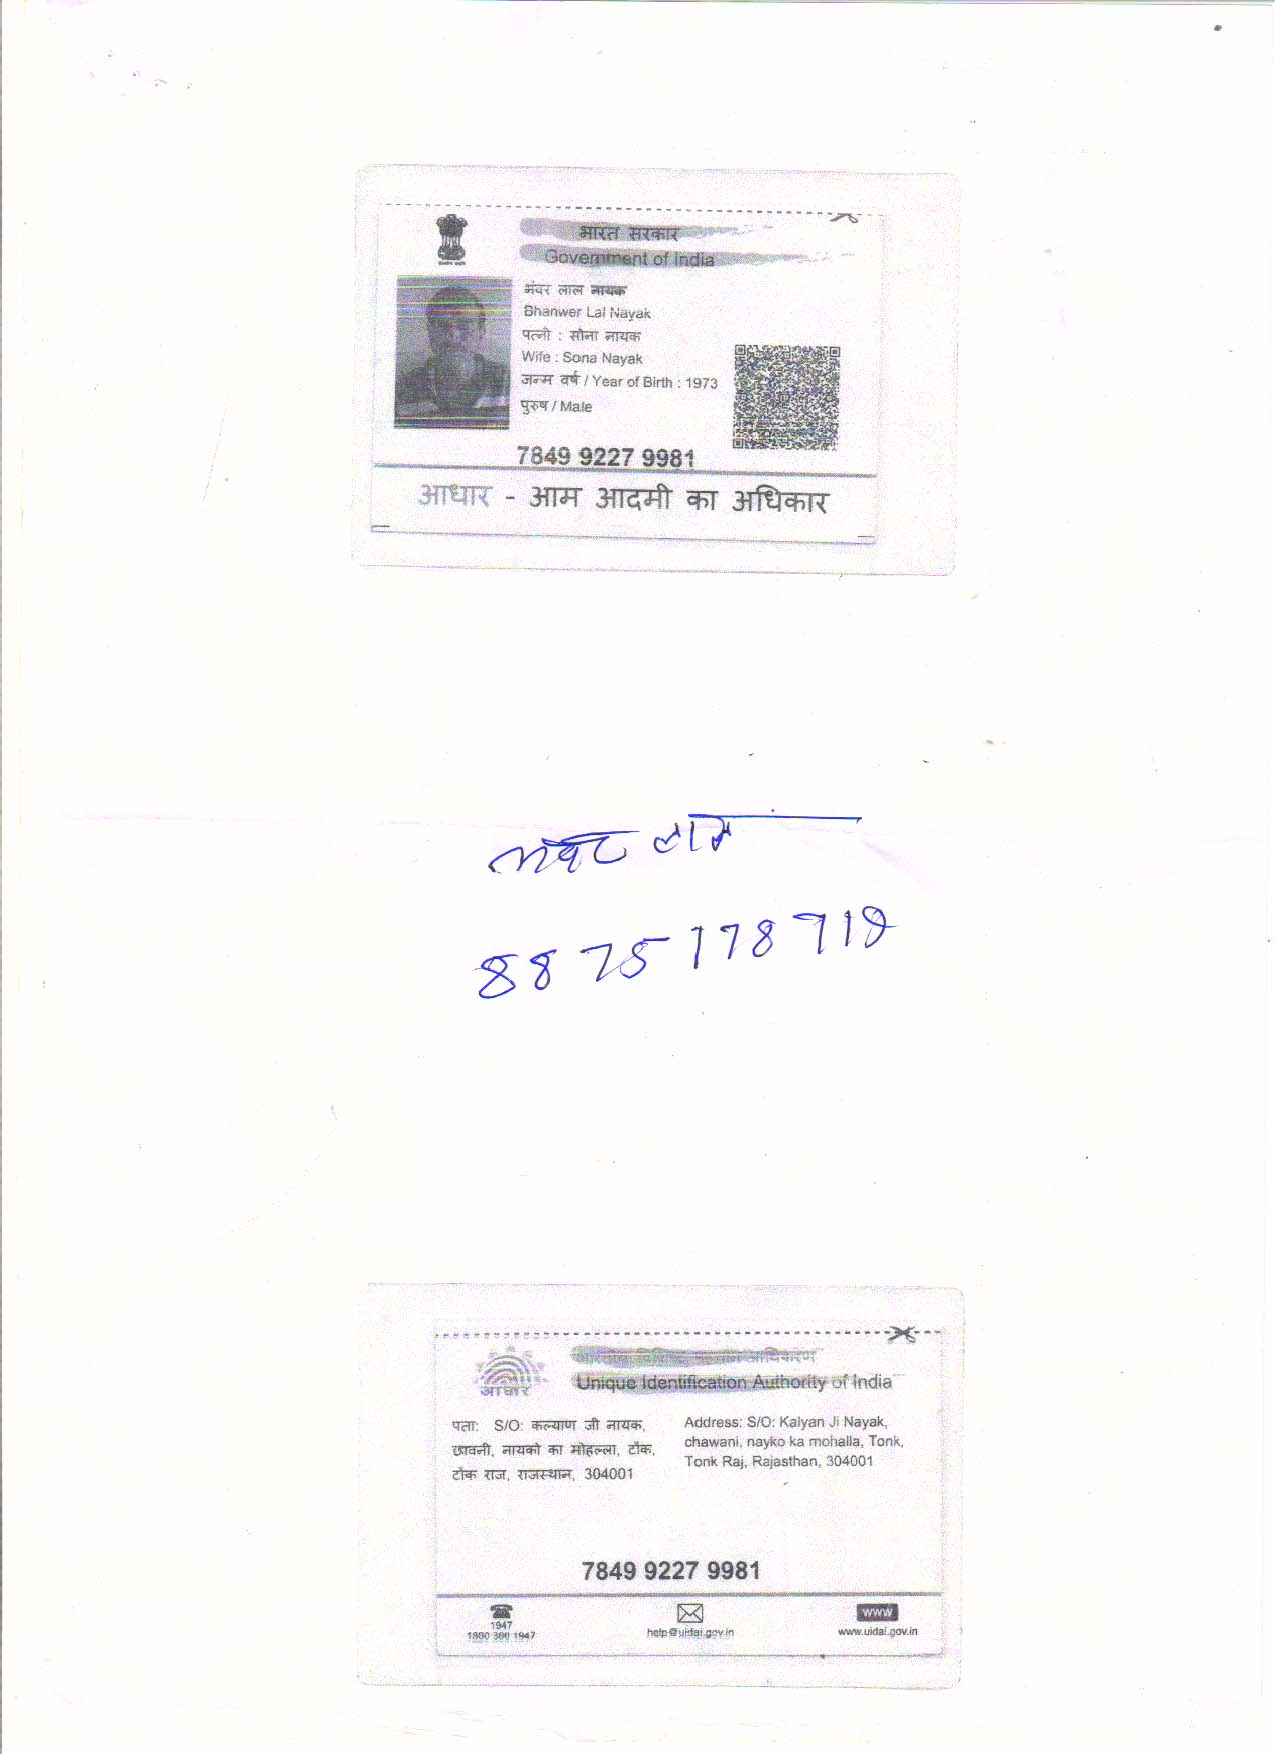 भारत सरकार
Government of India
भंवर लाल नायक
Bhanwer Lal Nayak
पत्नी : सोना नायक
Wife : Sona Nayak
जन्म वर्ष / Year of Birth : 1973
पुरुष / Male
7849 9227 9981
आधार - आम आदमी का अधिकार
भवर लाल
Unique Identification Authority of India
आधार
पता: S/O: कल्याण जी नायक,
छावनी, नायको का मोहल्ला, टोंक,
टोंक राज, राजस्थान, 304001
Address: S/O: Kalyan Ji Nayak,
chawani, nayko ka mohalla, Tonk,
Tonk Raj, Rajasthan, 304001
7849 9227 9981
1947
1800 300 1947
help@uidai.gov.in
www
www.uidai.gov.in